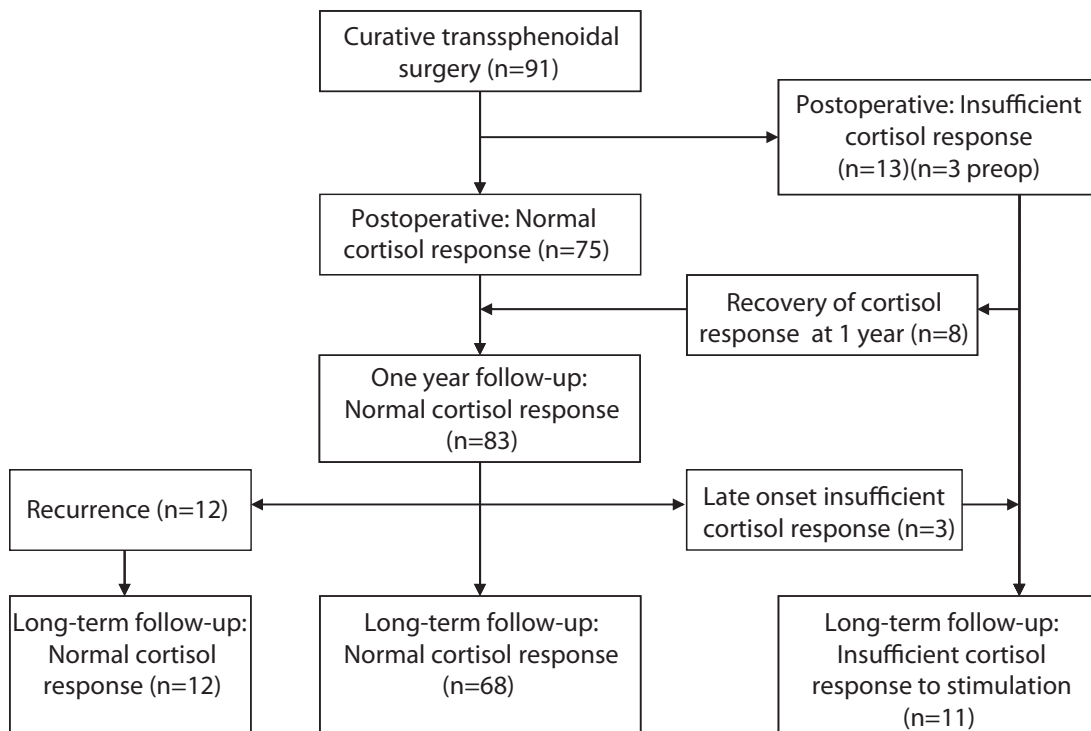 Curative transsphenoidal
surgery (n=91)
Postoperative: Insufficient
cortisol response
(n=13)(n=3 preop)
Postoperative: Normal
cortisol response (n=75)
Recovery of cortisol
response at 1 year (n=8)
One year follow-up:
Normal cortisol response
(n=83)
Recurrence (n=12)
Late onset insufficient
cortisol response (n=3)
Long-term follow-up:
Normal cortisol
response (n=12)
Long-term follow-up:
Normal cortisol response
(n=68)
Long-term follow-up:
Insufficient cortisol
response to stimulation
(n=11)